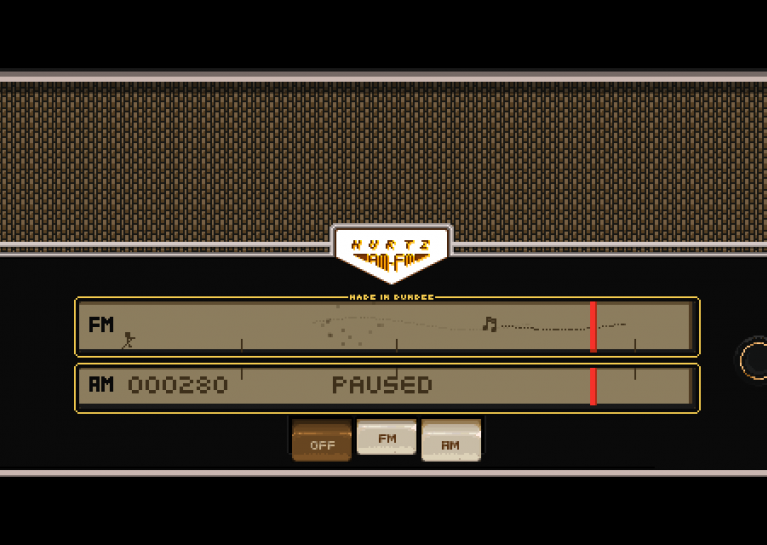 HURTZ
AM-FM
MADE IN DUNDEE
FM
AM 000280 PAUSED
OFF FM AM